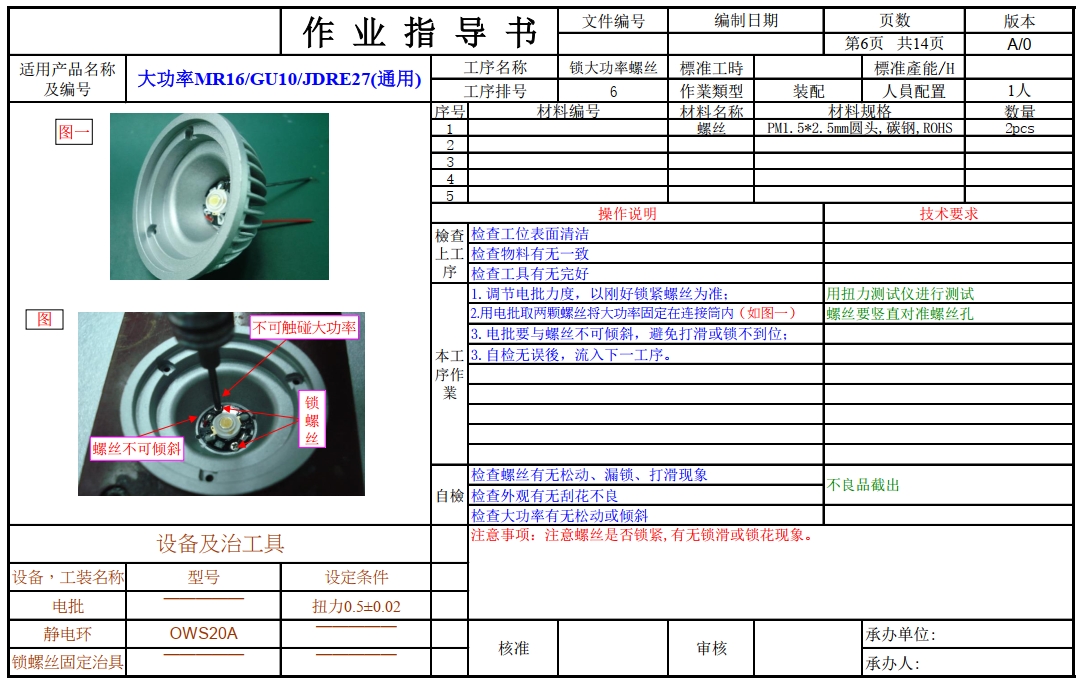 作 业 指 导 书
文件编号 编制日期 页数 版本
第6页 共14页 A/0
适用产品名称及编号
大功率MR16/GU10/JDRE27(通用)
工序名称 锁大功率螺丝 標准工時 標准產能/H
工序排号 6 作業類型 装配 人員配置 1人
序号 材料编号 材料名称 材料规格 数量
1 螺丝 PM1.5*2.5mm圆头,碳钢,ROHS 2pcs
2
3
4
5
图一
操作说明 技术要求
檢查上工序
检查工位表面清洁
检查物料有无一致
检查工具有无完好
本工序作業
1.调节电批力度，以刚好锁紧螺丝为准； 用扭力测试仪进行测试
2.用电批取两颗螺丝将大功率固定在连接筒内（如图一） 螺丝要竖直对准螺丝孔
3.电批要与螺丝不可倾斜，避免打滑或锁不到位；
3.自检无误後，流入下一工序。
图
不可触碰大功率
锁螺丝
螺丝不可倾斜
自檢
检查螺丝有无松动、漏锁、打滑现象
检查外观有无刮花不良
检查大功率有无松动或倾斜
不良品截出
注意事项：注意螺丝是否锁紧,有无锁滑或锁花现象。
设备及治工具
设备，工装名称 型号 设定条件
电批 扭力0.5±0.02
静电环 OWS20A
锁螺丝固定治具
核准 审核
承办单位:
承办人: